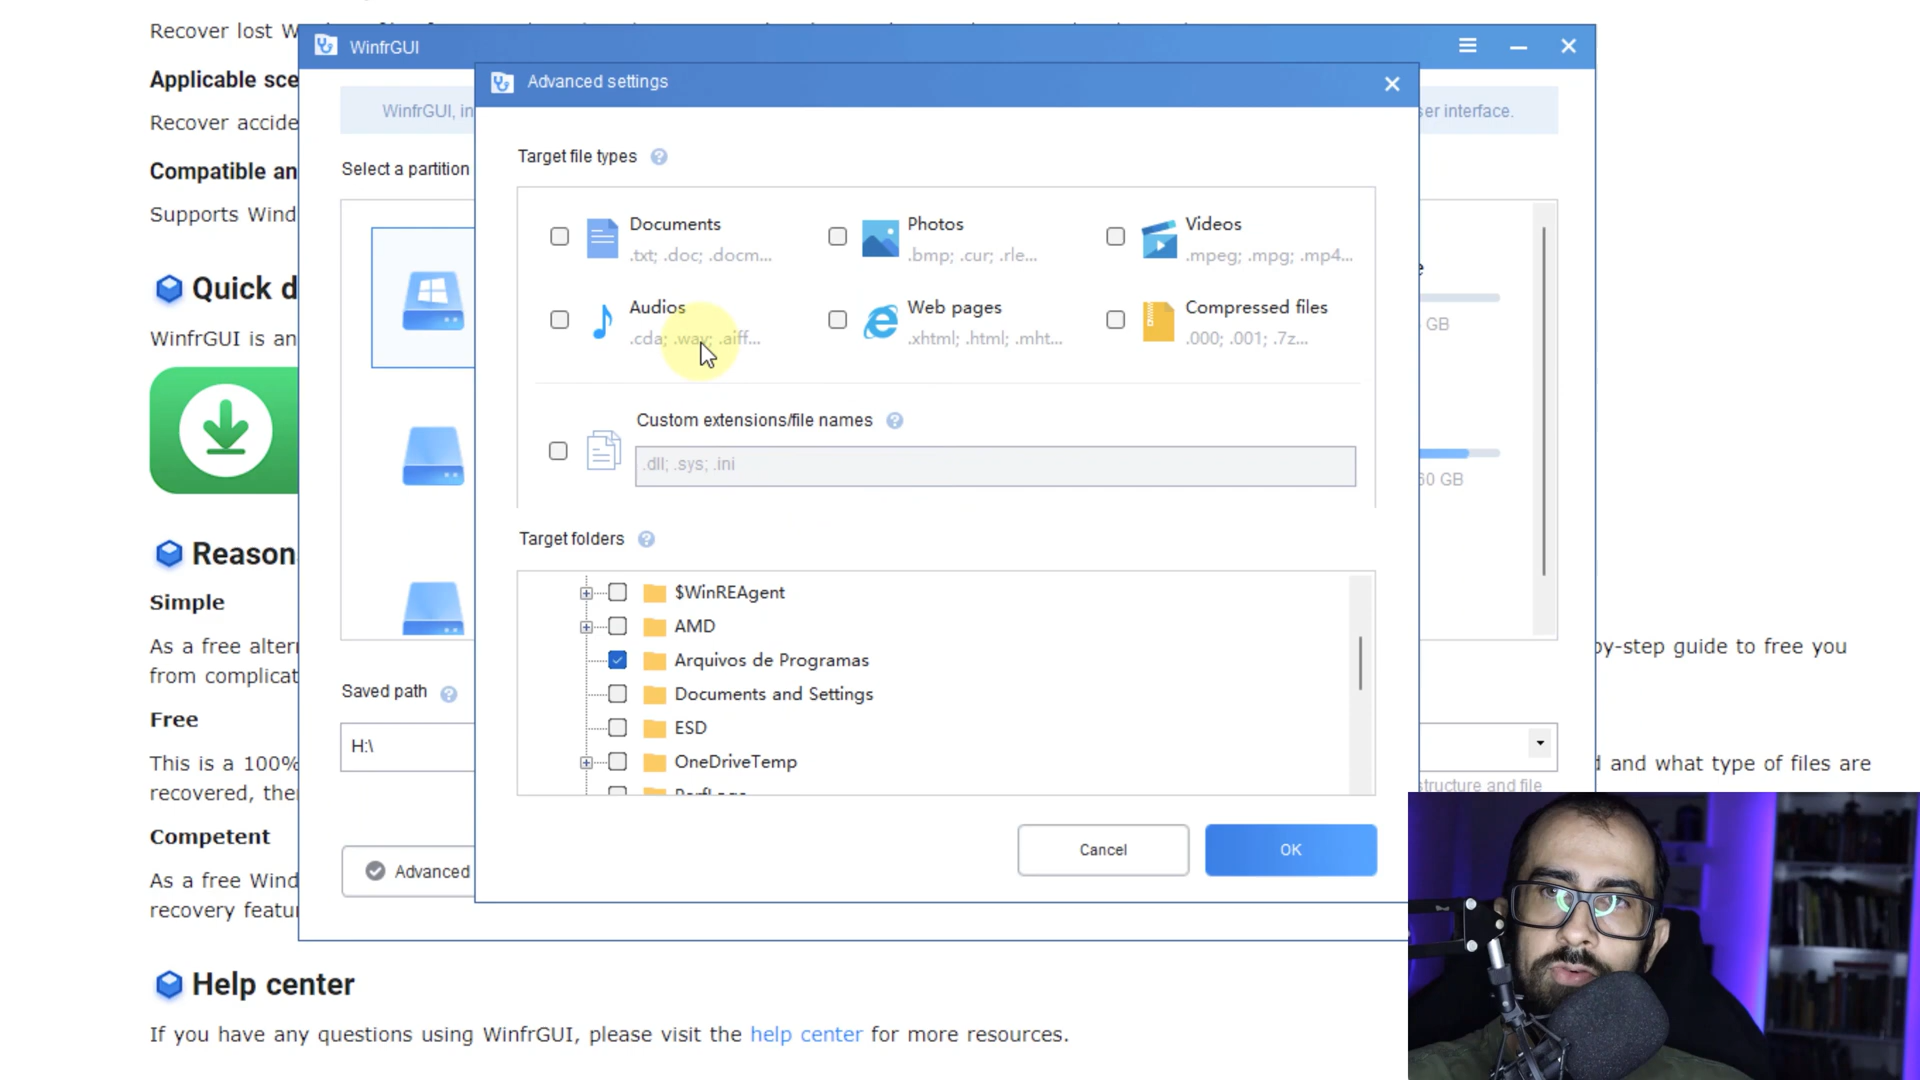 Recover lost W
WinfrGUI
Applicable sce
Advanced settings
WinfrGUI, in
ser interface.
Recover accide
Target file types
Select a partition
Compatible an
Supports Wind
Documents
.txt; .doc; .docm...
Photos
.bmp; .cur; .rle...
Videos
.mpeg; .mpg; .mp4...
Quick d
Audios
.cda; .wav; .aiff...
Web pages
.xhtml; .html; .mht...
Compressed files
.000; .001; .7z...
GB
WinfrGUI is an
Custom extensions/file names
.dll; .sys; .ini
60 GB
Target folders
Reason
$WinREAgent
Simple
AMD
As a free alter
Arquivos de Programas
by-step guide to free you
from complicat
Saved path
Documents and Settings
Free
ESD
H:\
This is a 100%
OneDriveTemp
d and what type of files are
recovered, the
PerfLogs
structure and file
Competent
Cancel
OK
Advanced
As a free Wind
recovery featu
Help center
If you have any questions using WinfrGUI, please visit the help center for more resources.